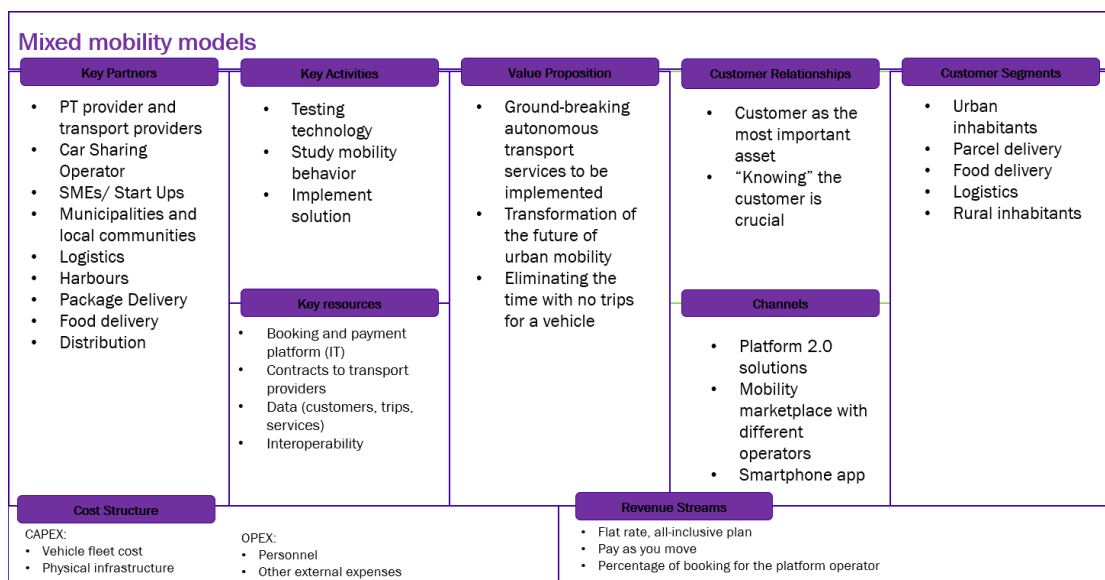 Mixed mobility models
Key Partners
• PT provider and
transport providers
• Car Sharing
Operator
• SMEs/ Start Ups
• Municipalities and
local communities
• Logistics
• Harbours
• Package Delivery
• Food delivery
• Distribution
Key Activities
• Testing
technology
• Study mobility
behavior
• Implement
solution
Key resources
• Booking and payment
platform (IT)
• Contracts to transport
providers
• Data (customers, trips,
services)
• Interoperability
Value Proposition
• Ground-breaking
autonomous
transport
services to be
implemented
• Transformation of
the future of
urban mobility
• Eliminating the
time with no trips
for a vehicle
Customer Relationships
• Customer as the
most important
asset
• “Knowing” the
customer is
crucial
Channels
• Platform 2.0
solutions
• Mobility
marketplace with
different
operators
• Smartphone app
Customer Segments
• Urban
inhabitants
• Parcel delivery
• Food delivery
• Logistics
• Rural inhabitants
Cost Structure
CAPEX:
• Vehicle fleet cost
• Physical infrastructure
OPEX:
• Personnel
• Other external expenses
Revenue Streams
• Flat rate, all-inclusive plan
• Pay as you move
• Percentage of booking for the platform operator